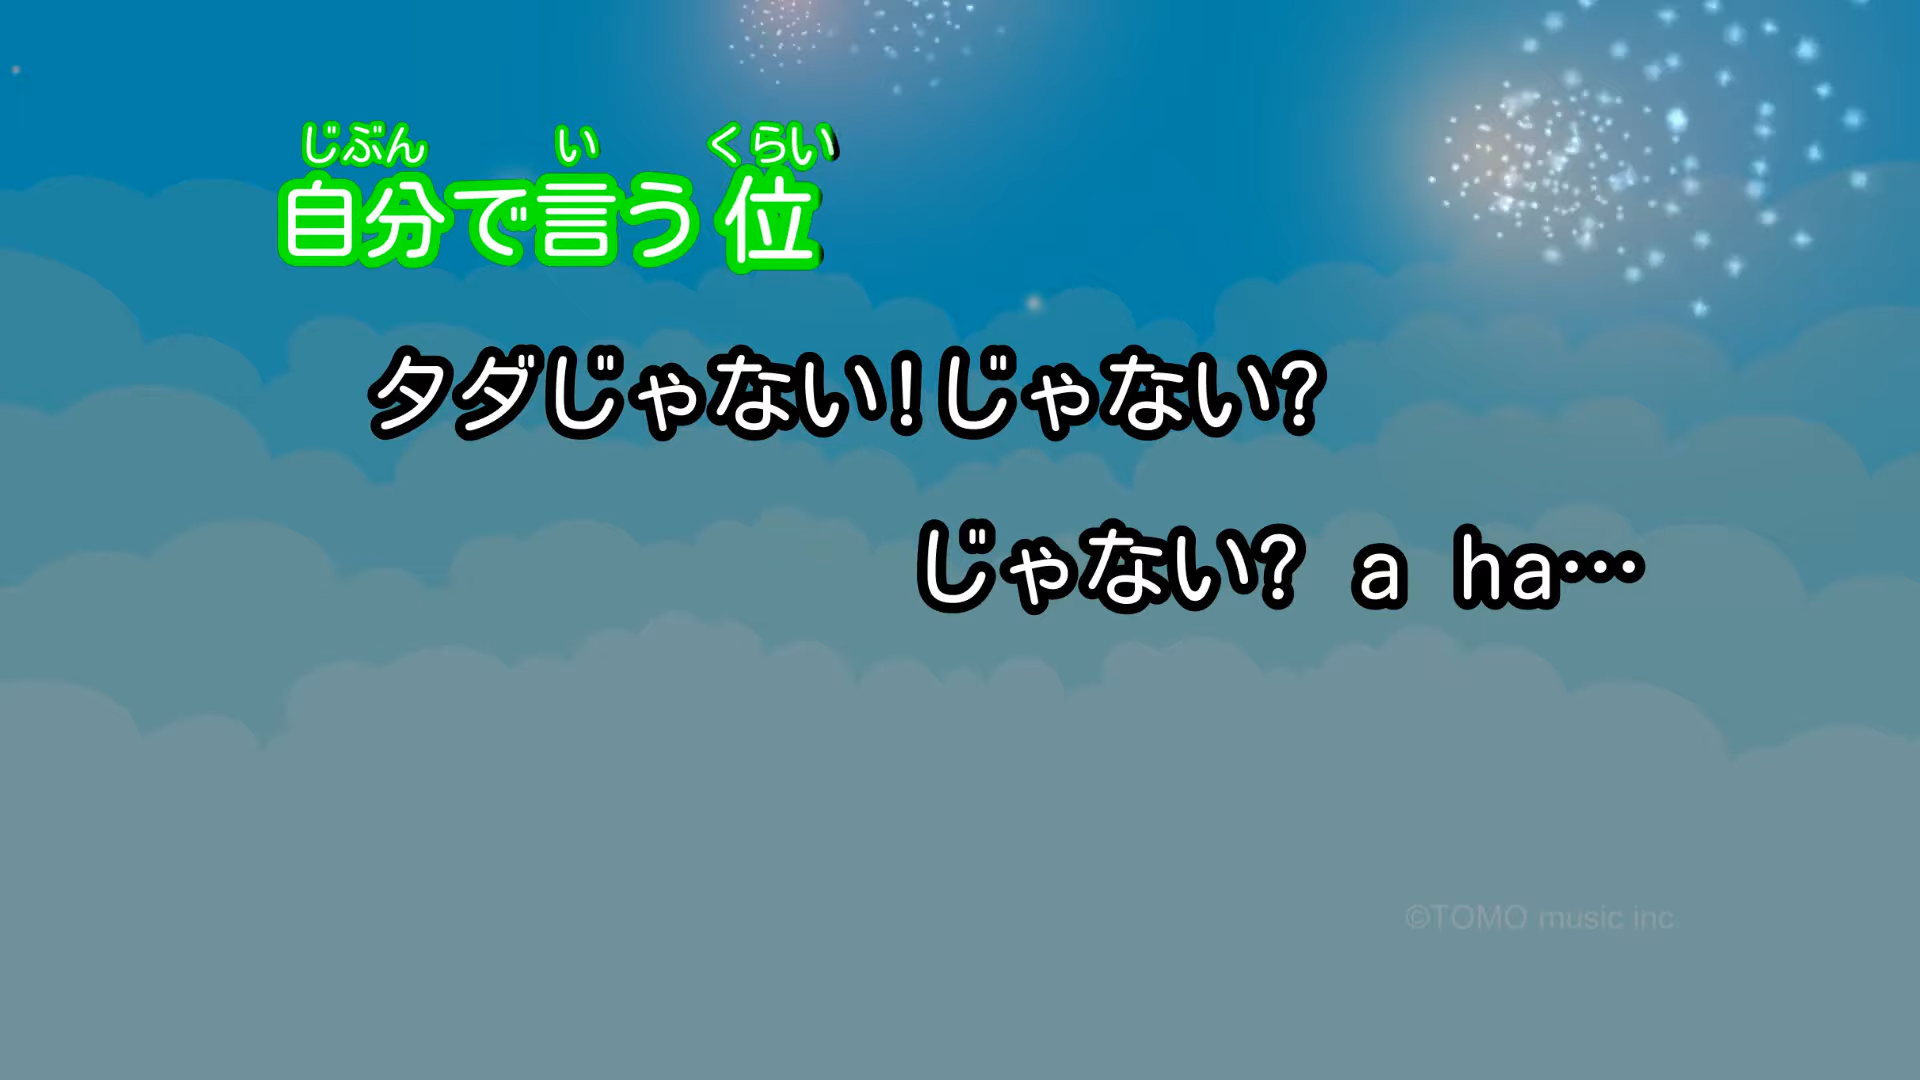 じぶん い くらい
自分で言う位
タダじゃない!じゃない?
じゃない? a ha…
©TOMO music inc.